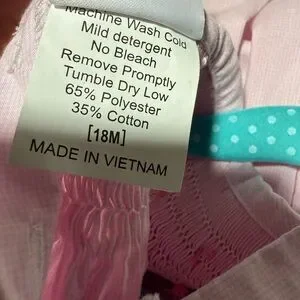 Machine Wash Cold
Mild detergent
No Bleach
Remove Promptly
Tumble Dry Low
65% Polyester
35% Cotton
[18M]
MADE IN VIETNAM